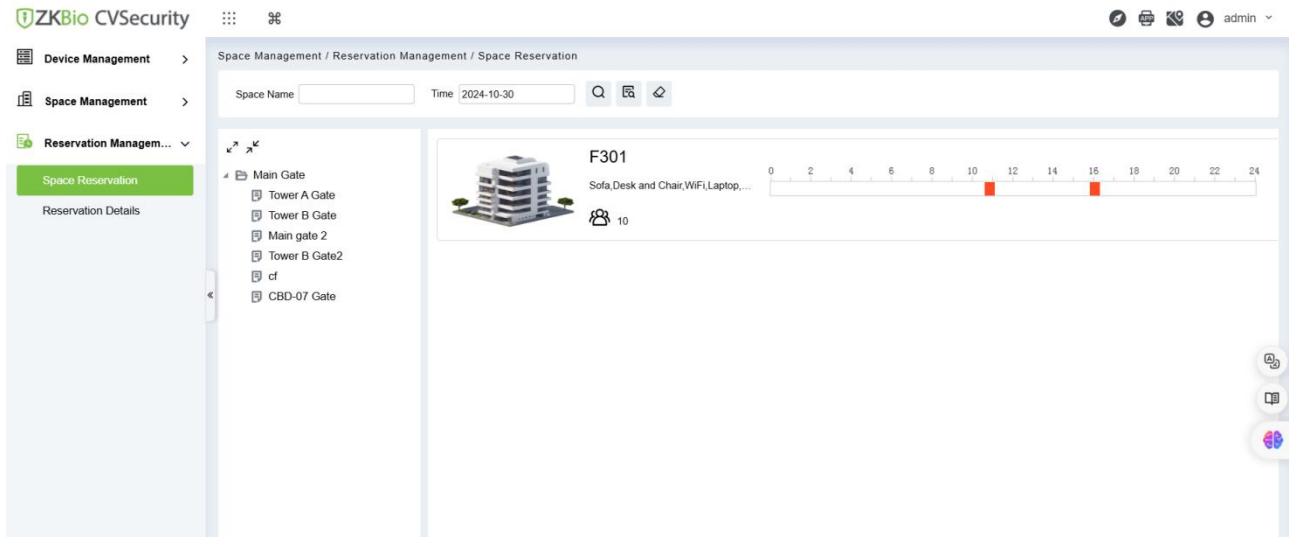 ZKBio CVSecurity
APP
admin
Device Management
Space Management
Reservation Managem...
Space Reservation
Reservation Details
Space Management / Reservation Management / Space Reservation
Space Name
Time 2024-10-30
Main Gate
Tower A Gate
Tower B Gate
Main gate 2
Tower B Gate2
cf
CBD-07 Gate
F301
Sofa,Desk and Chair,WiFi,Laptop,...
10
0 2 4 6 8 10 12 14 16 18 20 22 24